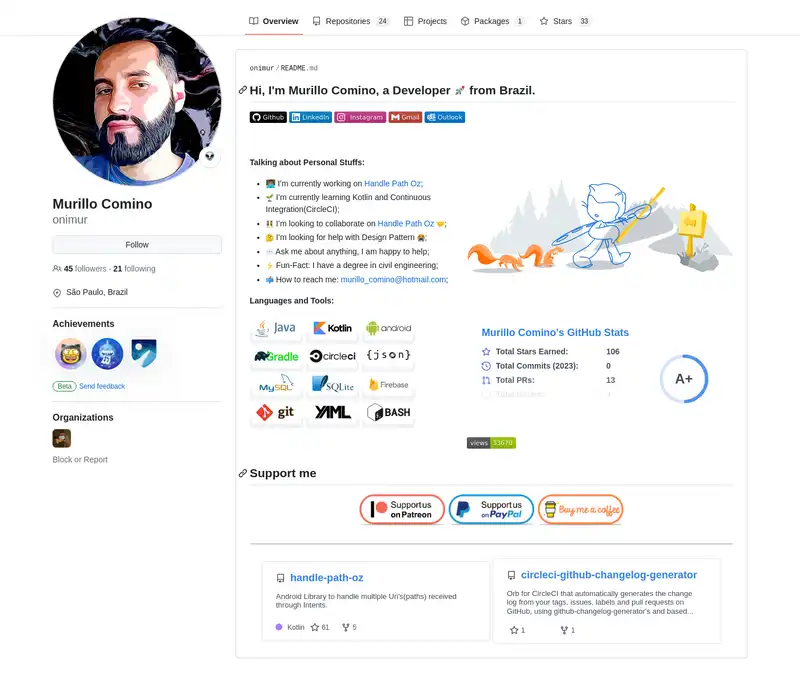 Overview
Repositories 24
Projects
Packages 1
Stars 33
Murillo Comino
onimur
Follow
45 followers · 21 following
São Paulo, Brazil
Achievements
Beta Send feedback
Organizations
Block or Report
onimur / README.md
Hi, I'm Murillo Comino, a Developer 🚀 from Brazil.
Github
LinkedIn
Instagram
Gmail
Outlook
Talking about Personal Stuffs:
I'm currently working on Handle Path Oz;
I'm currently learning Kotlin and Continuous
Integration(CircleCI);
I'm looking to collaborate on Handle Path Oz 🤝;
I'm looking for help with Design Pattern 😭;
Ask me about anything, I am happy to help;
Fun-Fact: I have a degree in civil engineering;
How to reach me: murillo_comino@hotmail.com;
Languages and Tools:
Java
Kotlin
android
Gradle
circleci
{json}
MySQL
SQLite
Firebase
git
YAML
BASH
Murillo Comino's GitHub Stats
Total Stars Earned: 106
Total Commits (2023): 0
Total PRs: 13
A+
views 33670
Support me
Support us
on Patreon
Support us
on PayPal
Buy me a coffee
handle-path-oz
Android Library to handle multiple Uri's(paths) received
through Intents.
Kotlin 61 5
circleci-github-changelog-generator
Orb for CircleCI that automatically generates the change
log from your tags, issues, labels and pull requests on
GitHub, using github-changelog-generator's and based...
1 1